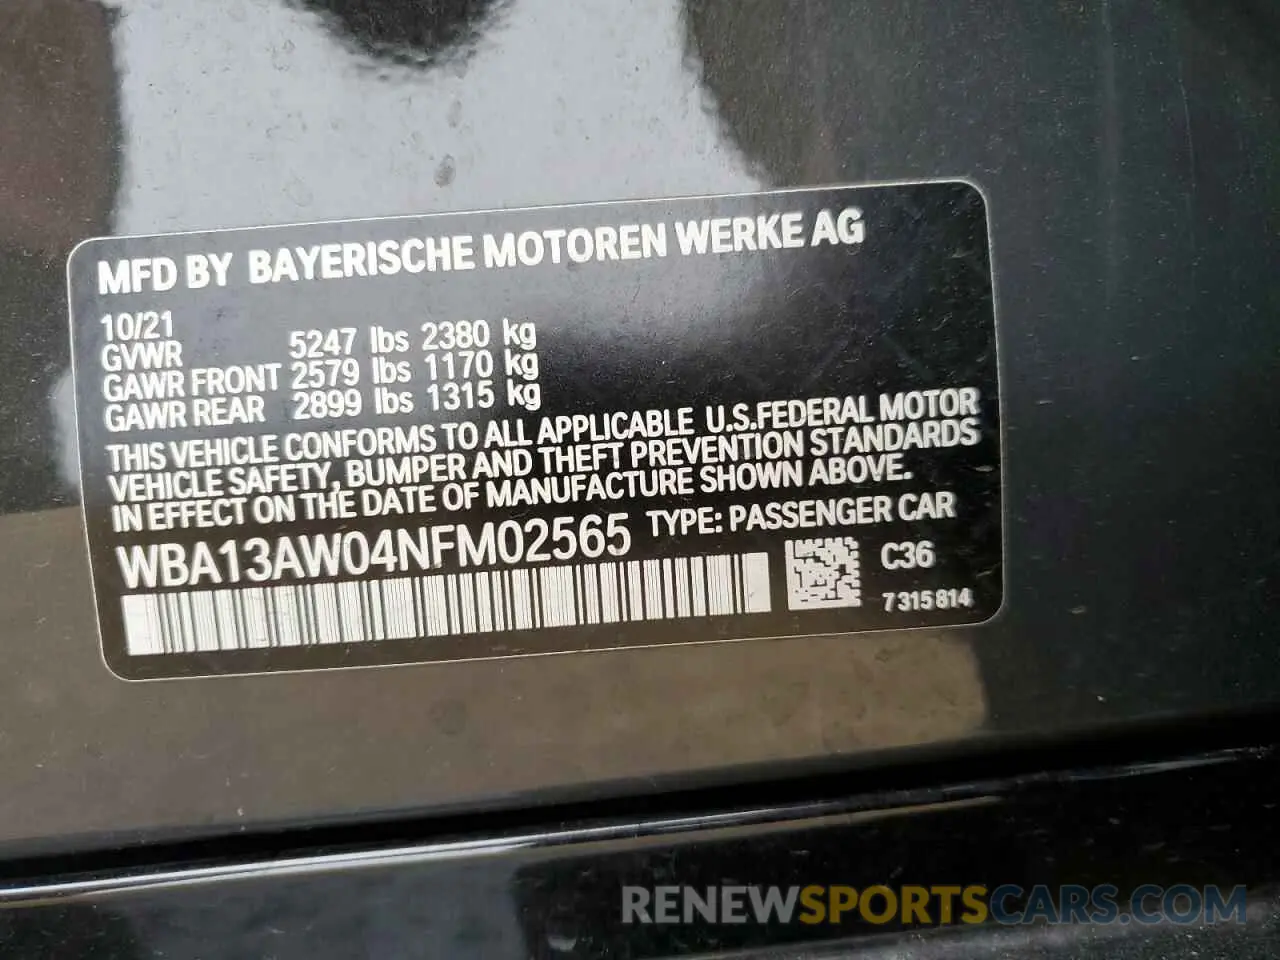 MFD BY BAYERISCHE MOTOREN WERKE AG
10/21
GVWR 5247 lbs 2380 kg
GAWR FRONT 2579 lbs 1170 kg
GAWR REAR 2899 lbs 1315 kg
THIS VEHICLE CONFORMS TO ALL APPLICABLE U.S.FEDERAL MOTOR
VEHICLE SAFETY, BUMPER AND THEFT PREVENTION STANDARDS
IN EFFECT ON THE DATE OF MANUFACTURE SHOWN ABOVE.
WBA13AW04NFM02565 TYPE: PASSENGER CAR
C36
7315814
RENEWSPORTSCARS.COM